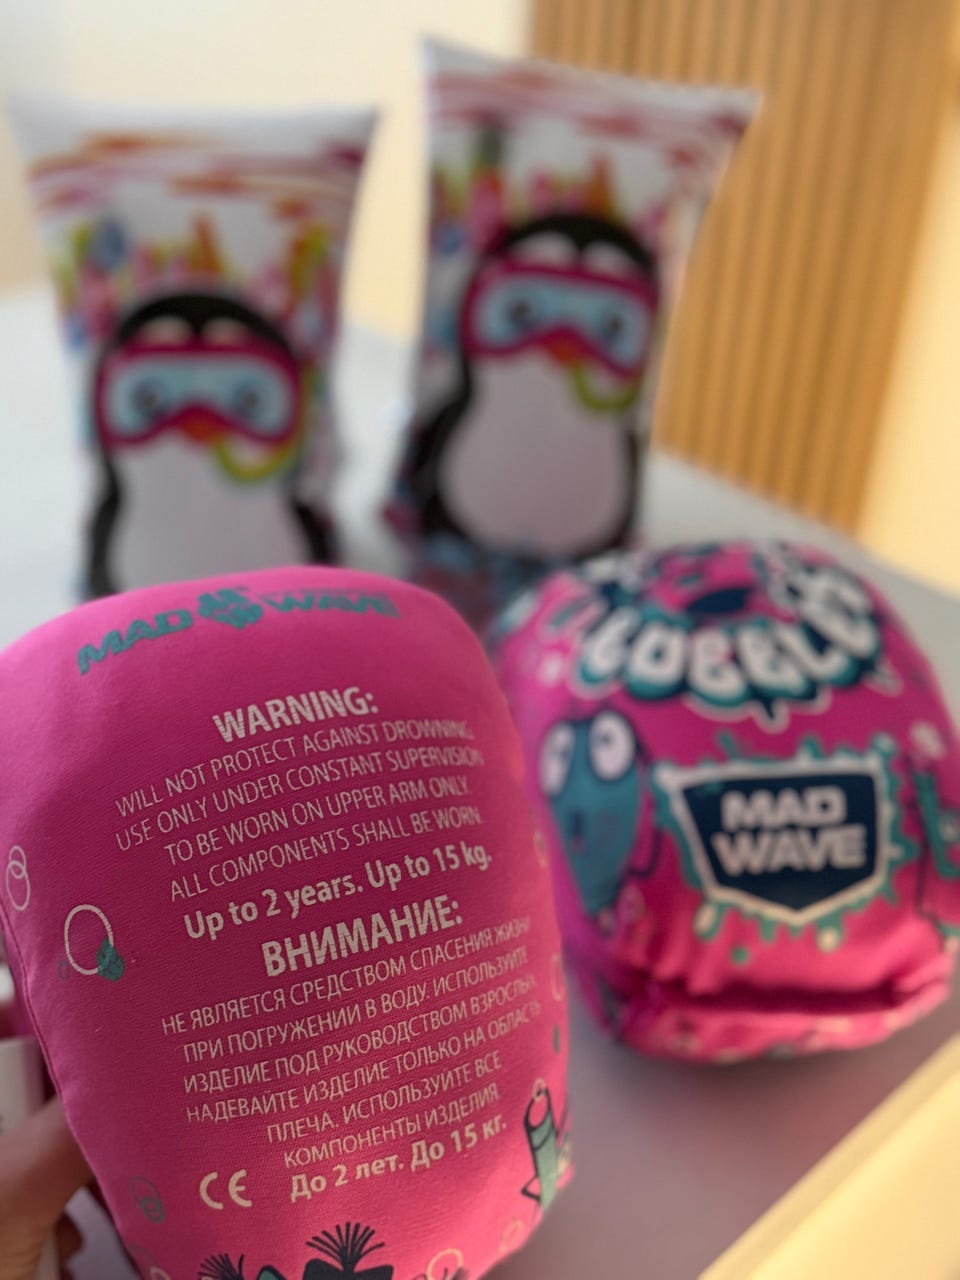 MAD WAVE
WARNING:
WILL NOT PROTECT AGAINST DROWNING
USE ONLY UNDER CONSTANT SUPERVISION
TO BE WORN ON UPPER ARM ONLY.
ALL COMPONENTS SHALL BE WORN.
Up to 2 years. Up to 15 kg.
ВНИМАНИЕ:
НЕ ЯВЛЯЕТСЯ СРЕДСТВОМ СПАСЕНИЯ ЖИЗНИ
ПРИ ПОГРУЖЕНИИ В ВОДУ. ИСПОЛЬЗУЙТЕ
ИЗДЕЛИЕ ПОД РУКОВОДСТВОМ ВЗРОСЛЫХ
НАДЕВАЙТЕ ИЗДЕЛИЕ ТОЛЬКО НА ОБЛАСТЬ
ПЛЕЧА. ИСПОЛЬЗУЙТЕ ВСЕ
КОМПОНЕНТЫ ИЗДЕЛИЯ.
До 2 лет. До 15 кг.
CE
MAD
WAVE